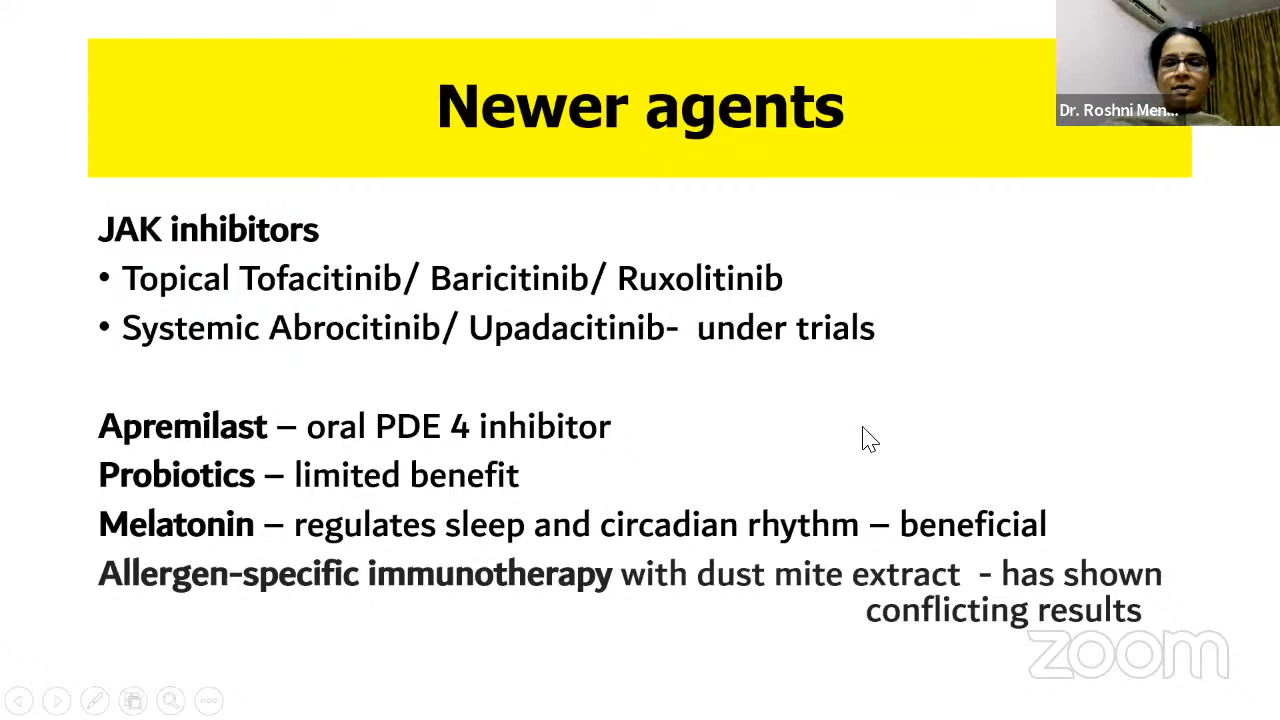 Newer agents
Dr. Roshni Men...
JAK inhibitors
• Topical Tofacitinib/ Baricitinib/ Ruxolitinib
• Systemic Abrocitinib/ Upadacitinib- under trials
Apremilast – oral PDE 4 inhibitor
Probiotics – limited benefit
Melatonin – regulates sleep and circadian rhythm – beneficial
Allergen-specific immunotherapy with dust mite extract - has shown
conflicting results
zoom